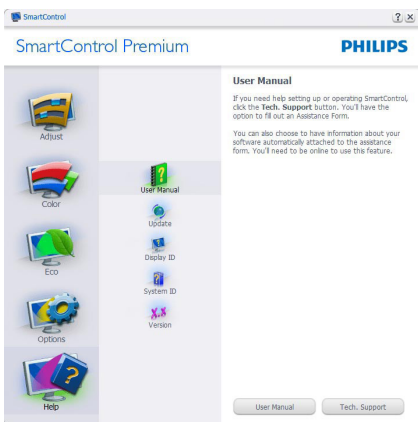 SmartControl
SmartControl Premium
PHILIPS
Adjust
Color
Eco
Options
Help
User Manual
Update
Display ID
System ID
X.X
Version
User Manual
If you need help setting up or operating SmartControl,
click the Tech. Support button. You'll have the
option to fill out an Assistance Form.
You can also choose to have information about your
software automatically attached to the assistance
form. You'll need to be online to use this feature.
User Manual
Tech. Support